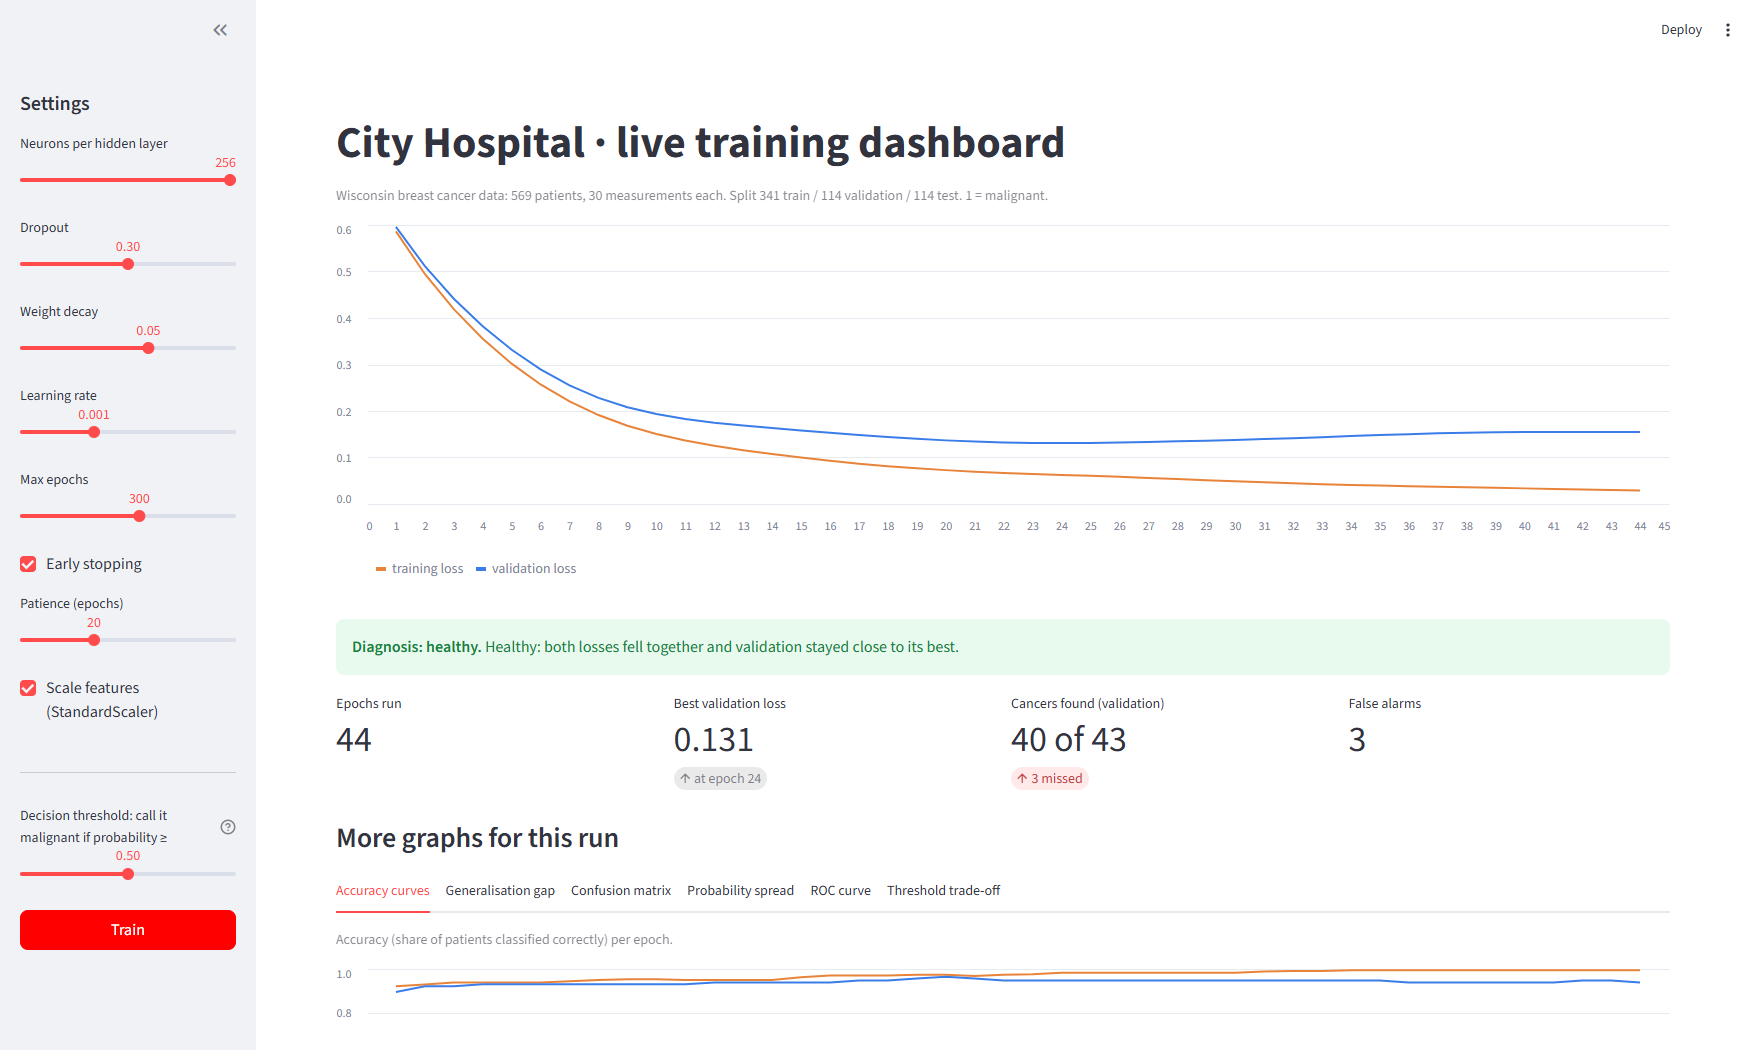 Deploy
Settings
Neurons per hidden layer
256
Dropout
0.30
Weight decay
0.05
Learning rate
0.001
Max epochs
300
Early stopping
Patience (epochs)
20
Scale features
(StandardScaler)
Decision threshold: call it
malignant if probability ≥
0.50
Train
City Hospital · live training dashboard
Wisconsin breast cancer data: 569 patients, 30 measurements each. Split 341 train / 114 validation / 114 test. 1 = malignant.
0.6
0.5
0.4
0.3
0.2
0.1
0.0
0 1 2 3 4 5 6 7 8 9 10 11 12 13 14 15 16 17 18 19 20 21 22 23 24 25 26 27 28 29 30 31 32 33 34 35 36 37 38 39 40 41 42 43 44 45
training loss validation loss
Diagnosis: healthy. Healthy: both losses fell together and validation stayed close to its best.
Epochs run Best validation loss Cancers found (validation) False alarms
44 0.131 40 of 43 3
↑ at epoch 24 ↑ 3 missed
More graphs for this run
Accuracy curves Generalisation gap Confusion matrix Probability spread ROC curve Threshold trade-off
Accuracy (share of patients classified correctly) per epoch.
1.0
0.8